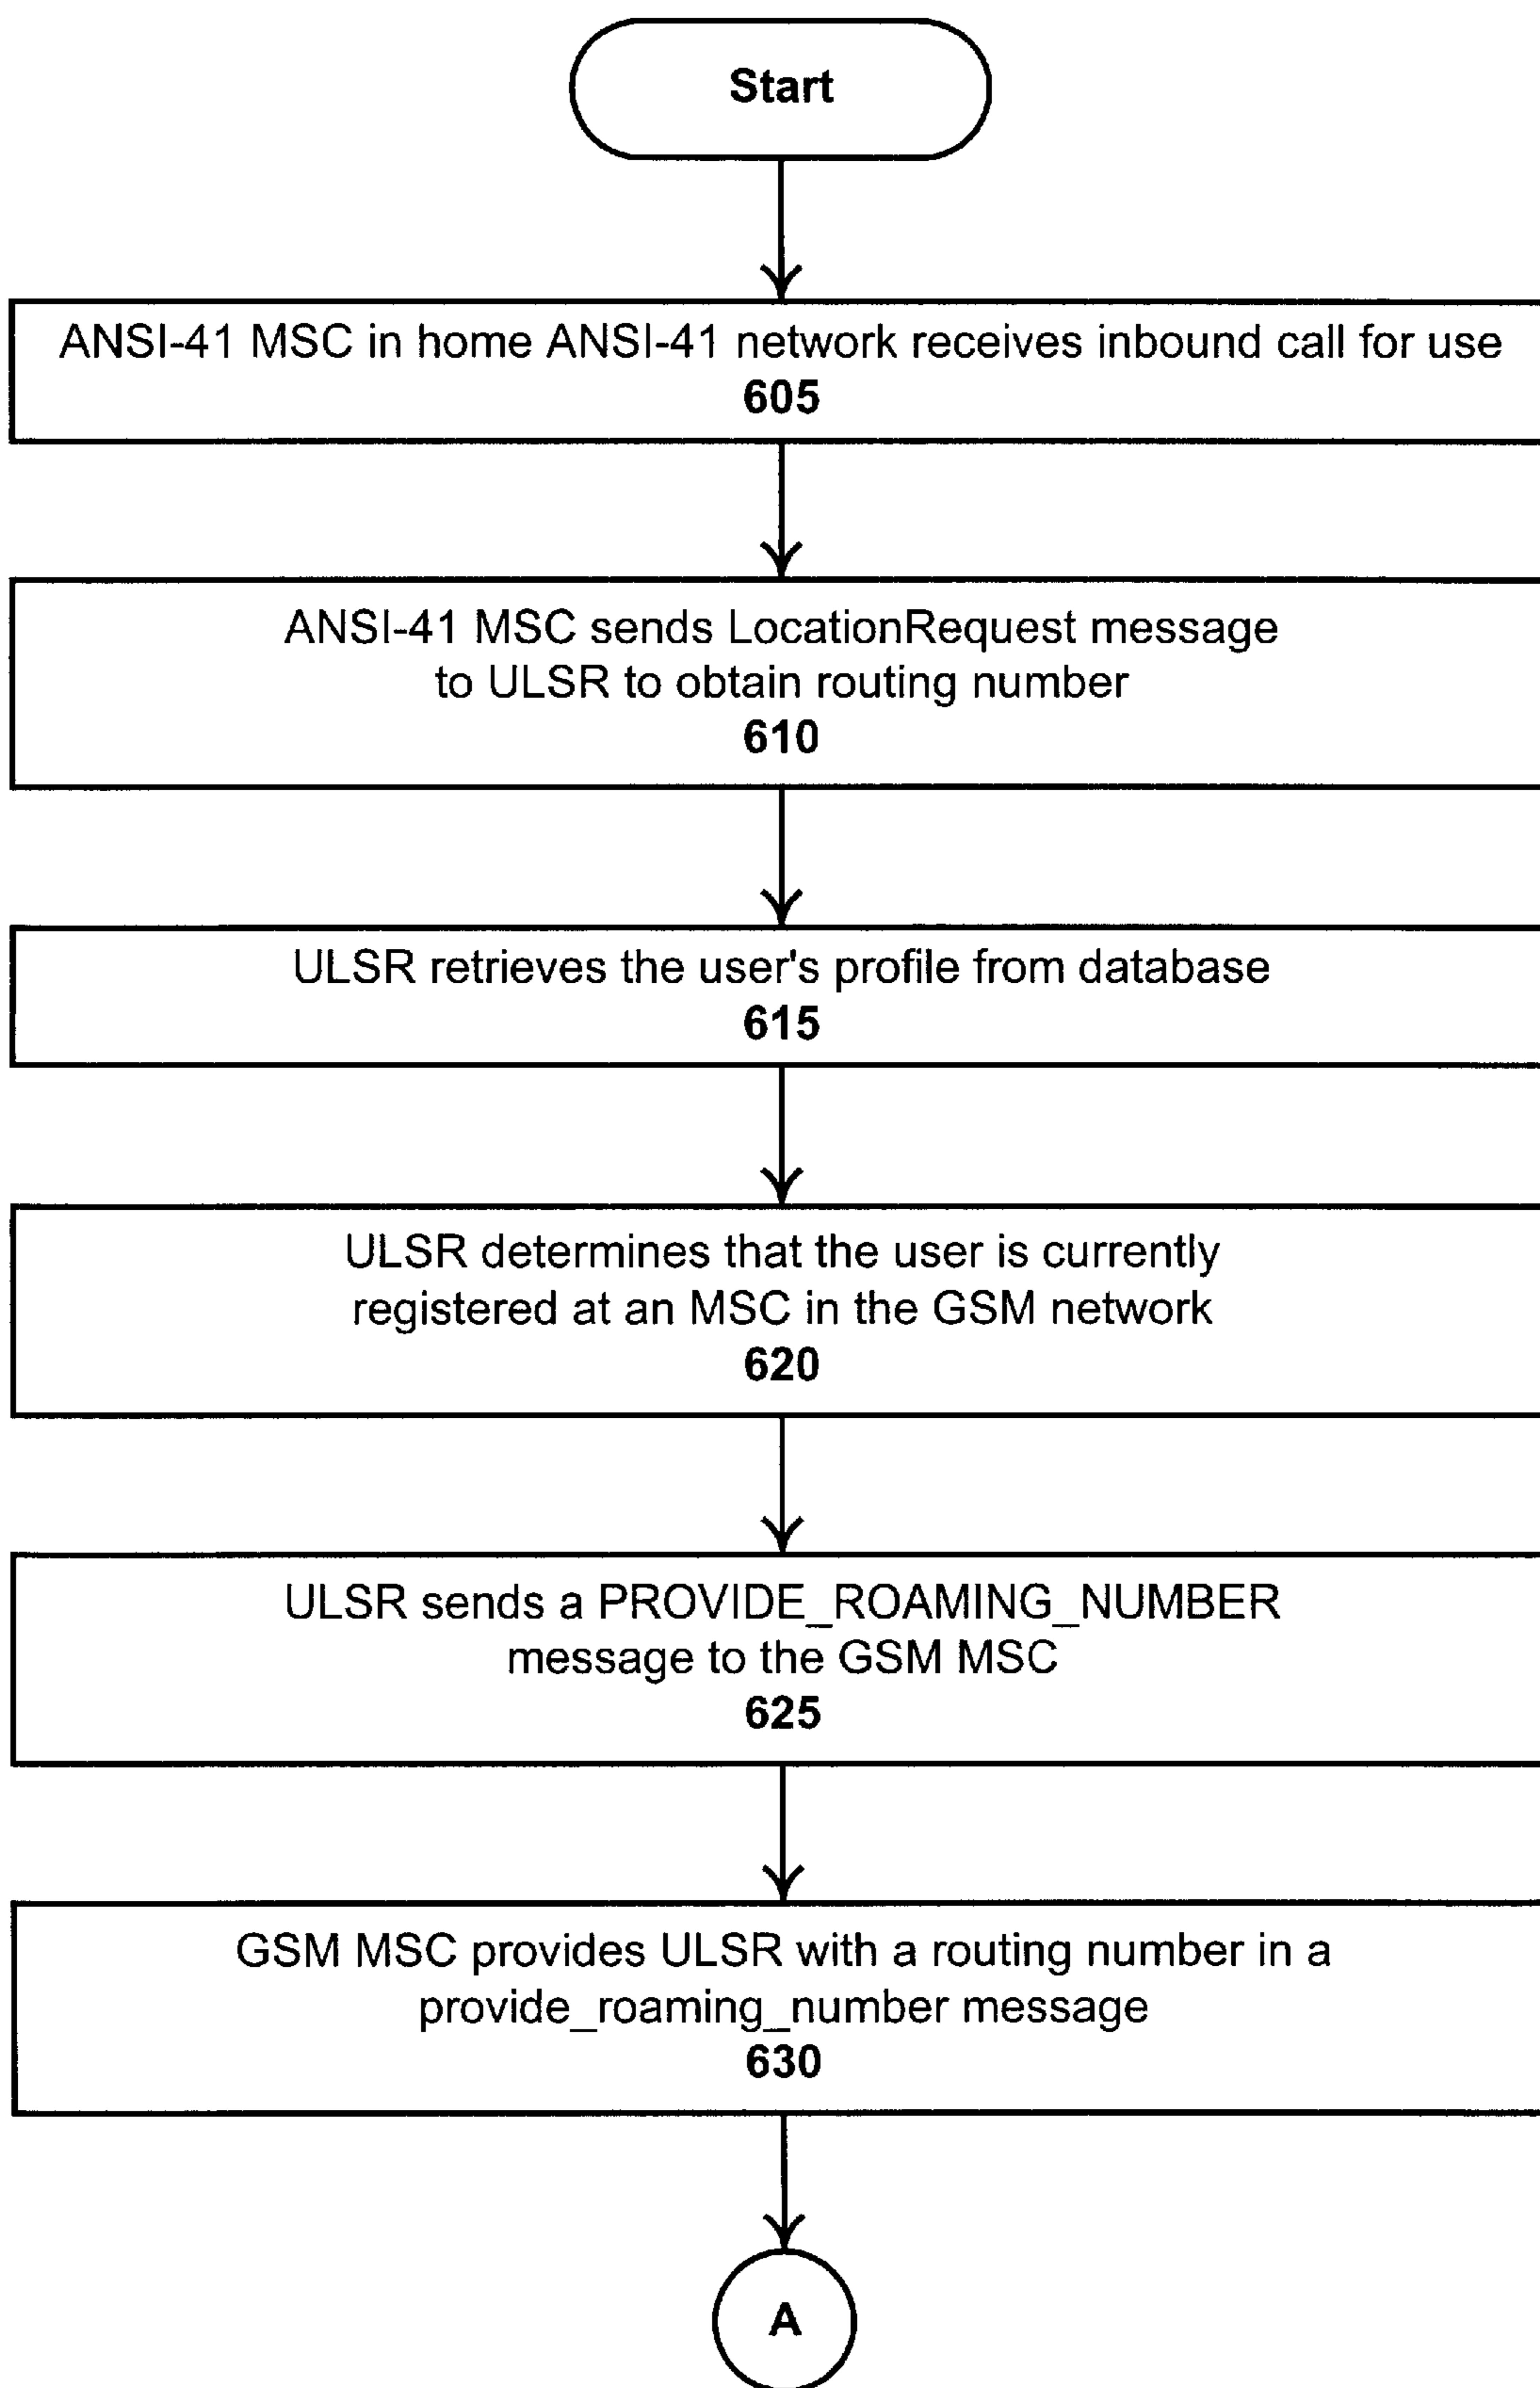 Start
ANSI-41 MSC in home ANSI-41 network receives inbound call for use
605
ANSI-41 MSC sends LocationRequest message
to ULSR to obtain routing number
610
ULSR retrieves the user's profile from database
615
ULSR determines that the user is currently
registered at an MSC in the GSM network
620
ULSR sends a PROVIDE_ROAMING_NUMBER
message to the GSM MSC
625
GSM MSC provides ULSR with a routing number in a
provide_roaming_number message
630
A